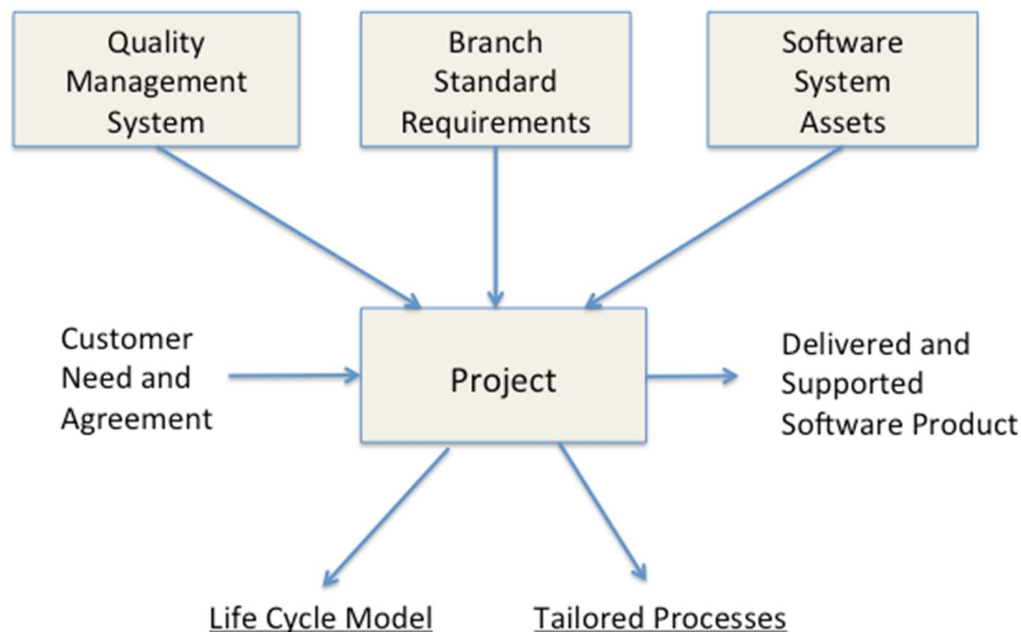 Quality
Management
System
Branch
Standard
Requirements
Software
System
Assets
Customer
Need and
Agreement
Project
Delivered and
Supported
Software Product
Life Cycle Model
Tailored Processes